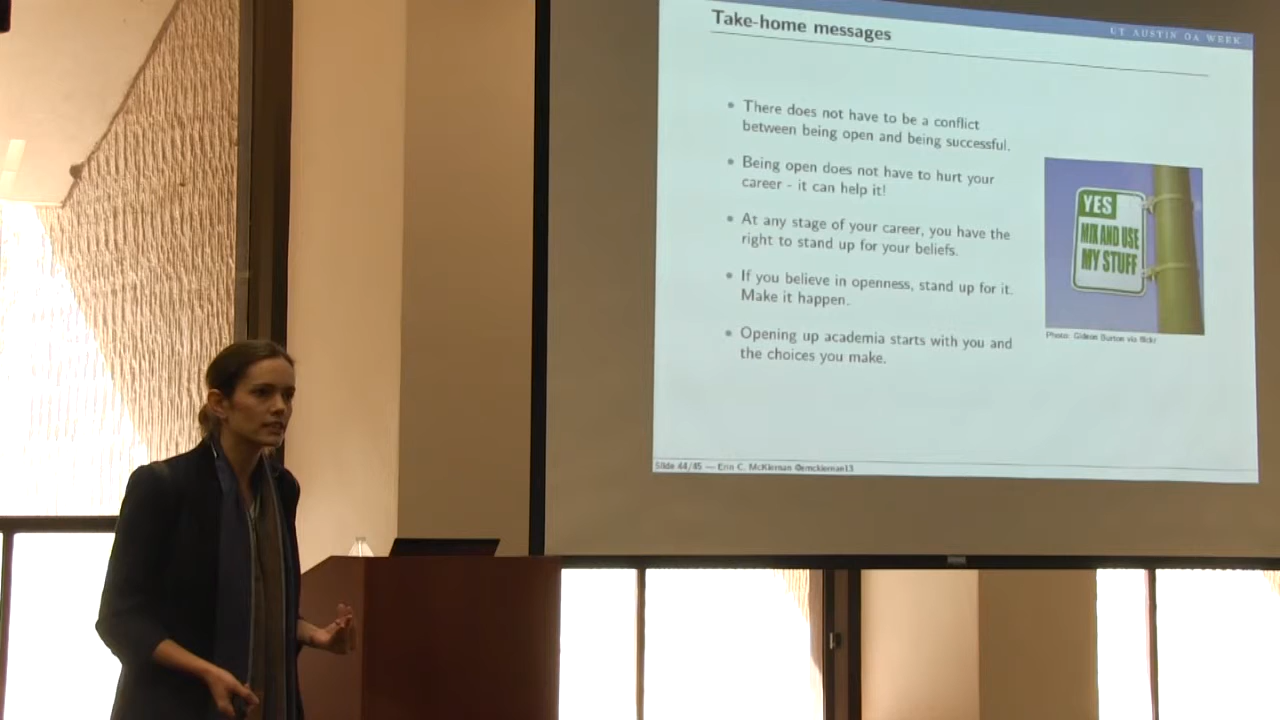 Take-home messages
UT AUSTIN OA WEEK
There does not have to be a conflict
between being open and being successful.
Being open does not have to hurt your
career - it can help it!
At any stage of your career, you have the
right to stand up for your beliefs.
If you believe in openness, stand up for it.
Make it happen.
Opening up academia starts with you and
the choices you make.
YES
MIX AND USE
MY STUFF
Photo: Gideon Burton via flickr
Slide 44/45 — Erin C. McKiernan @emckiernan13